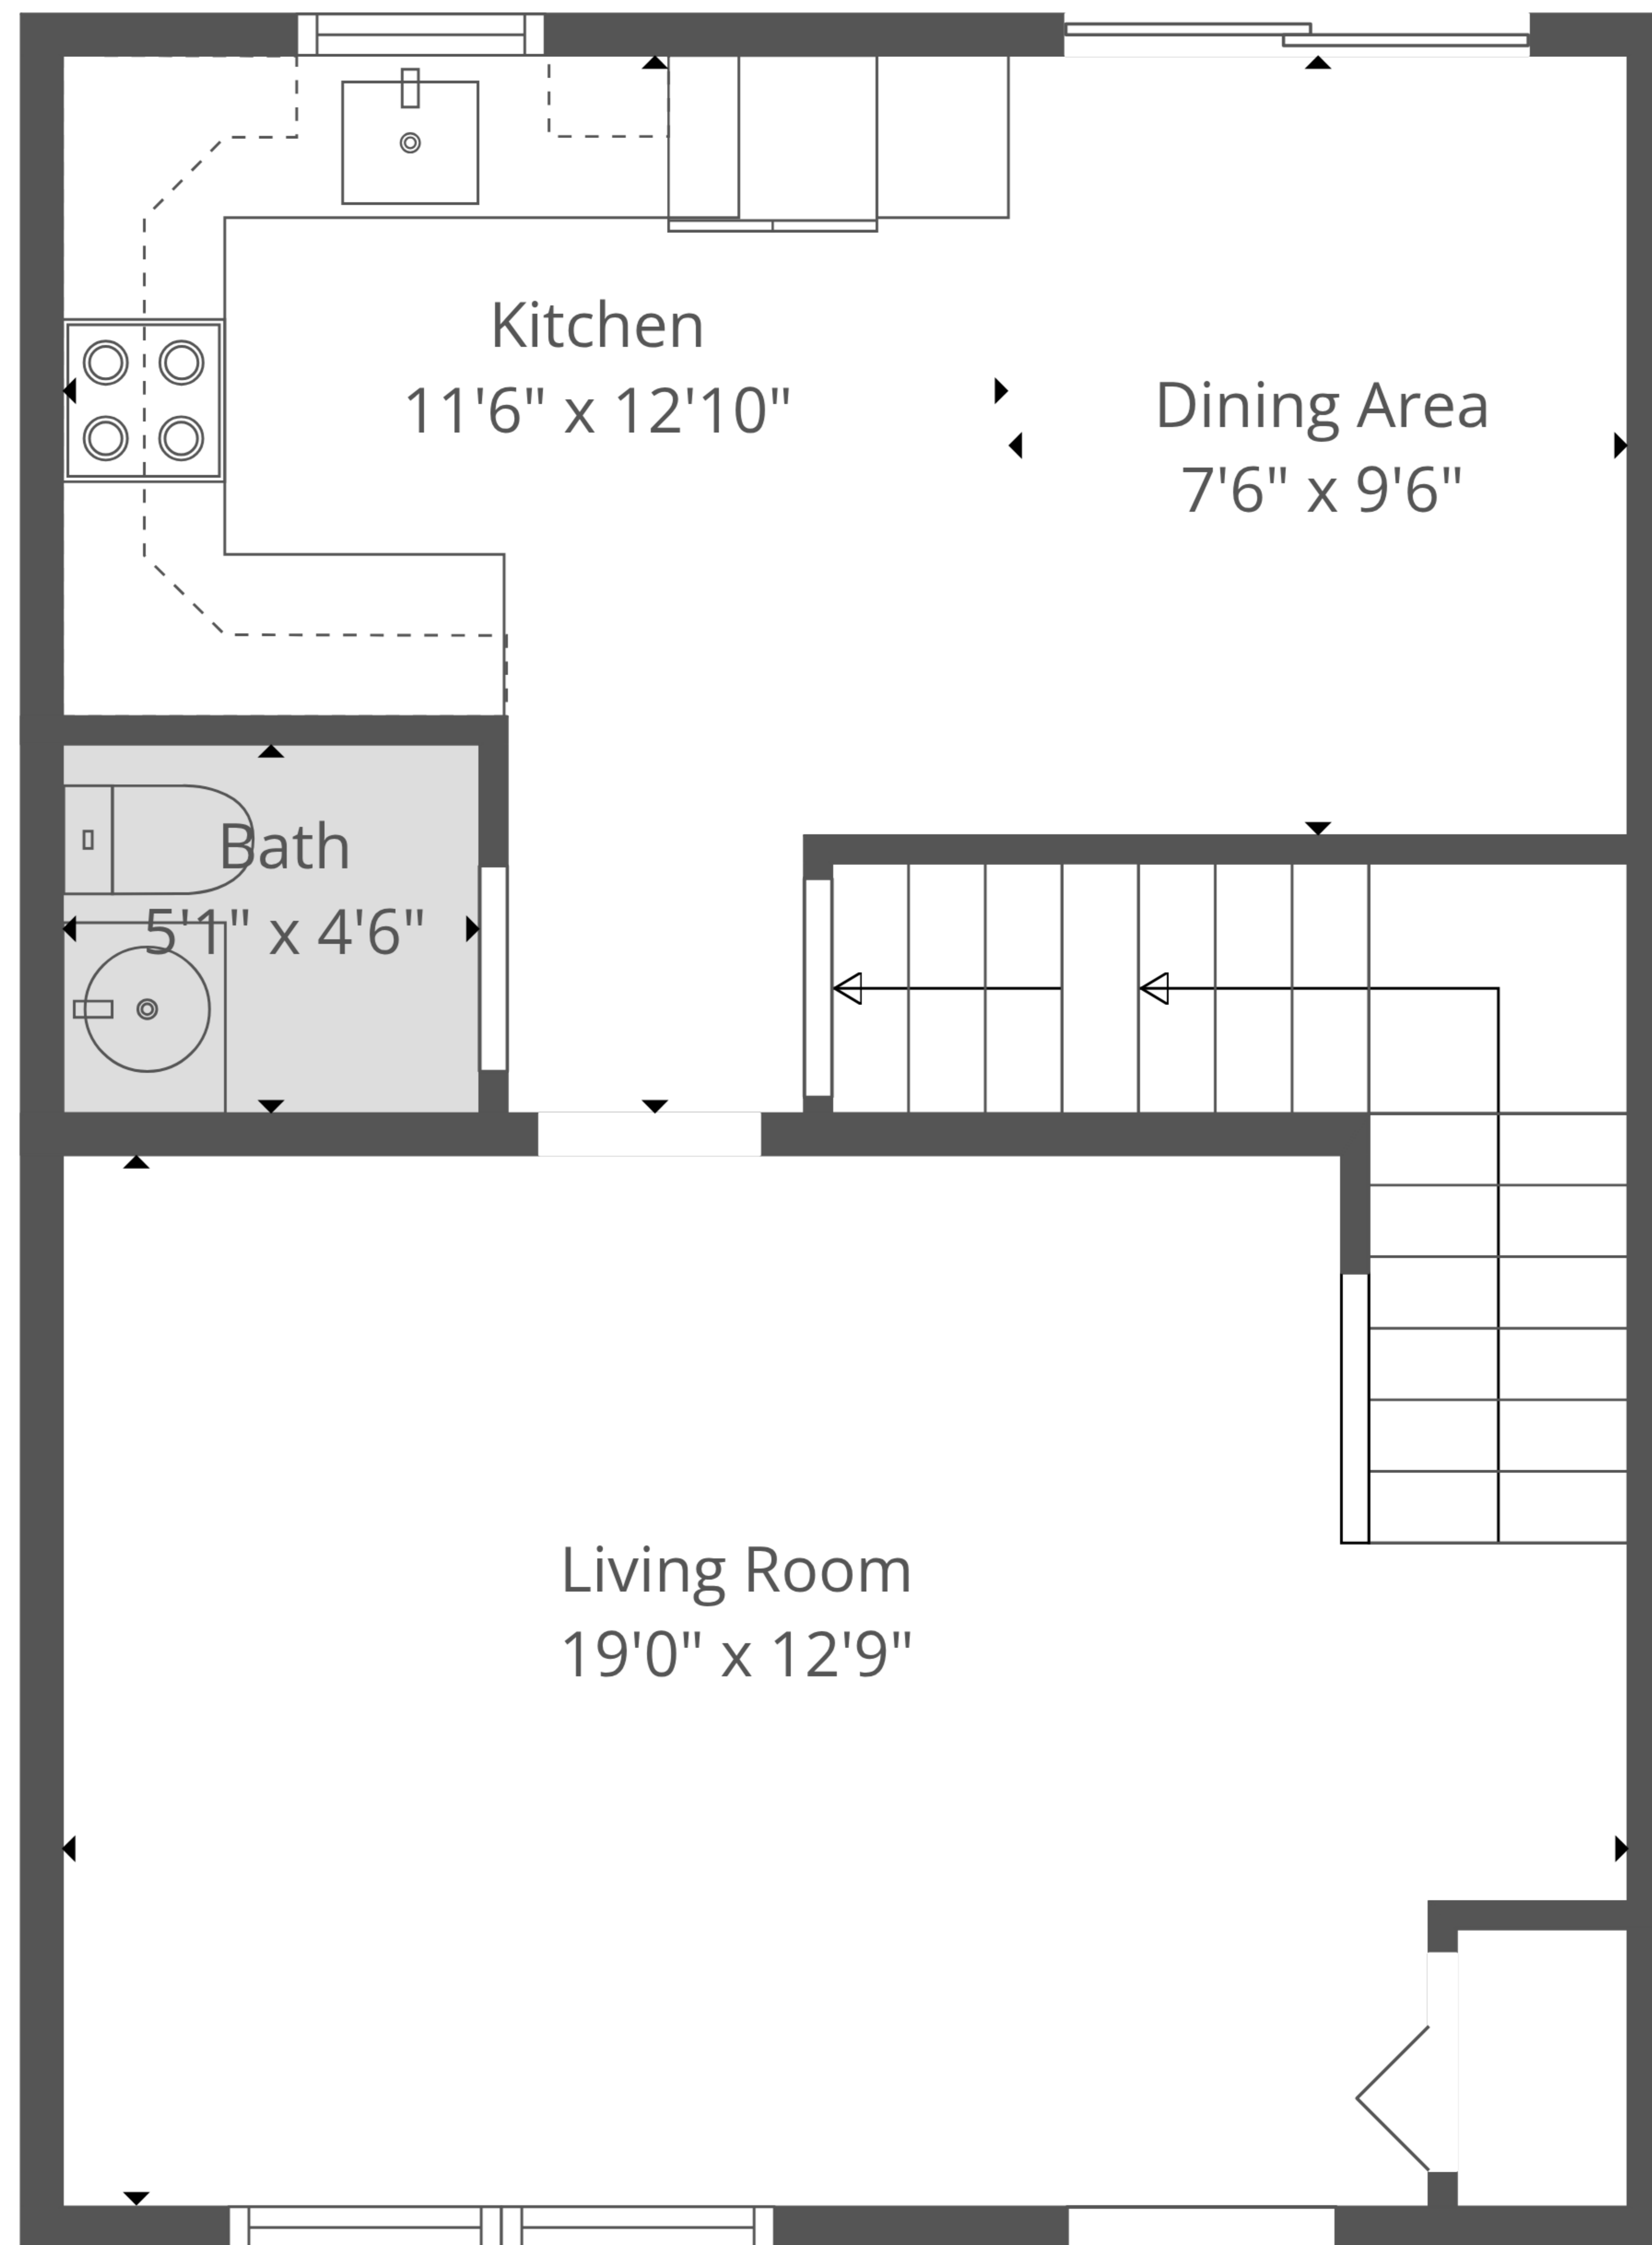 Kitchen
11'6" x 12'10"
Dining Area
7'6" x 9'6"
Bath
5'1" x 4'6"
Living Room
19'0" x 12'9"